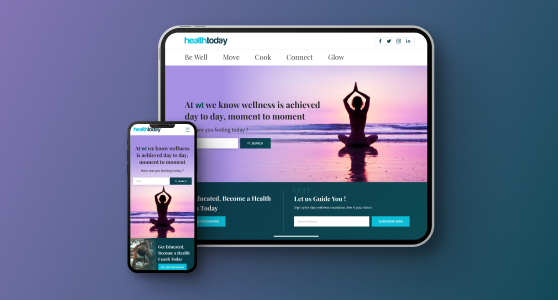 healthtoday
Be Well Move Cook Connect Glow
At wt we know wellness is achieved
day to day, moment to moment
are you feeling today ?
SEARCH
Educated, Become a Health
Today
Let us Guide You !
Sign up for daily wellness inspiration, free in your inbox!
SUBSCRIBE NOW
healthtoday
At wt we know wellness
is achieved day to day,
moment to moment
How are you feeling today ?
SEARCH
Get Educated,
Become a Health
Coach Today